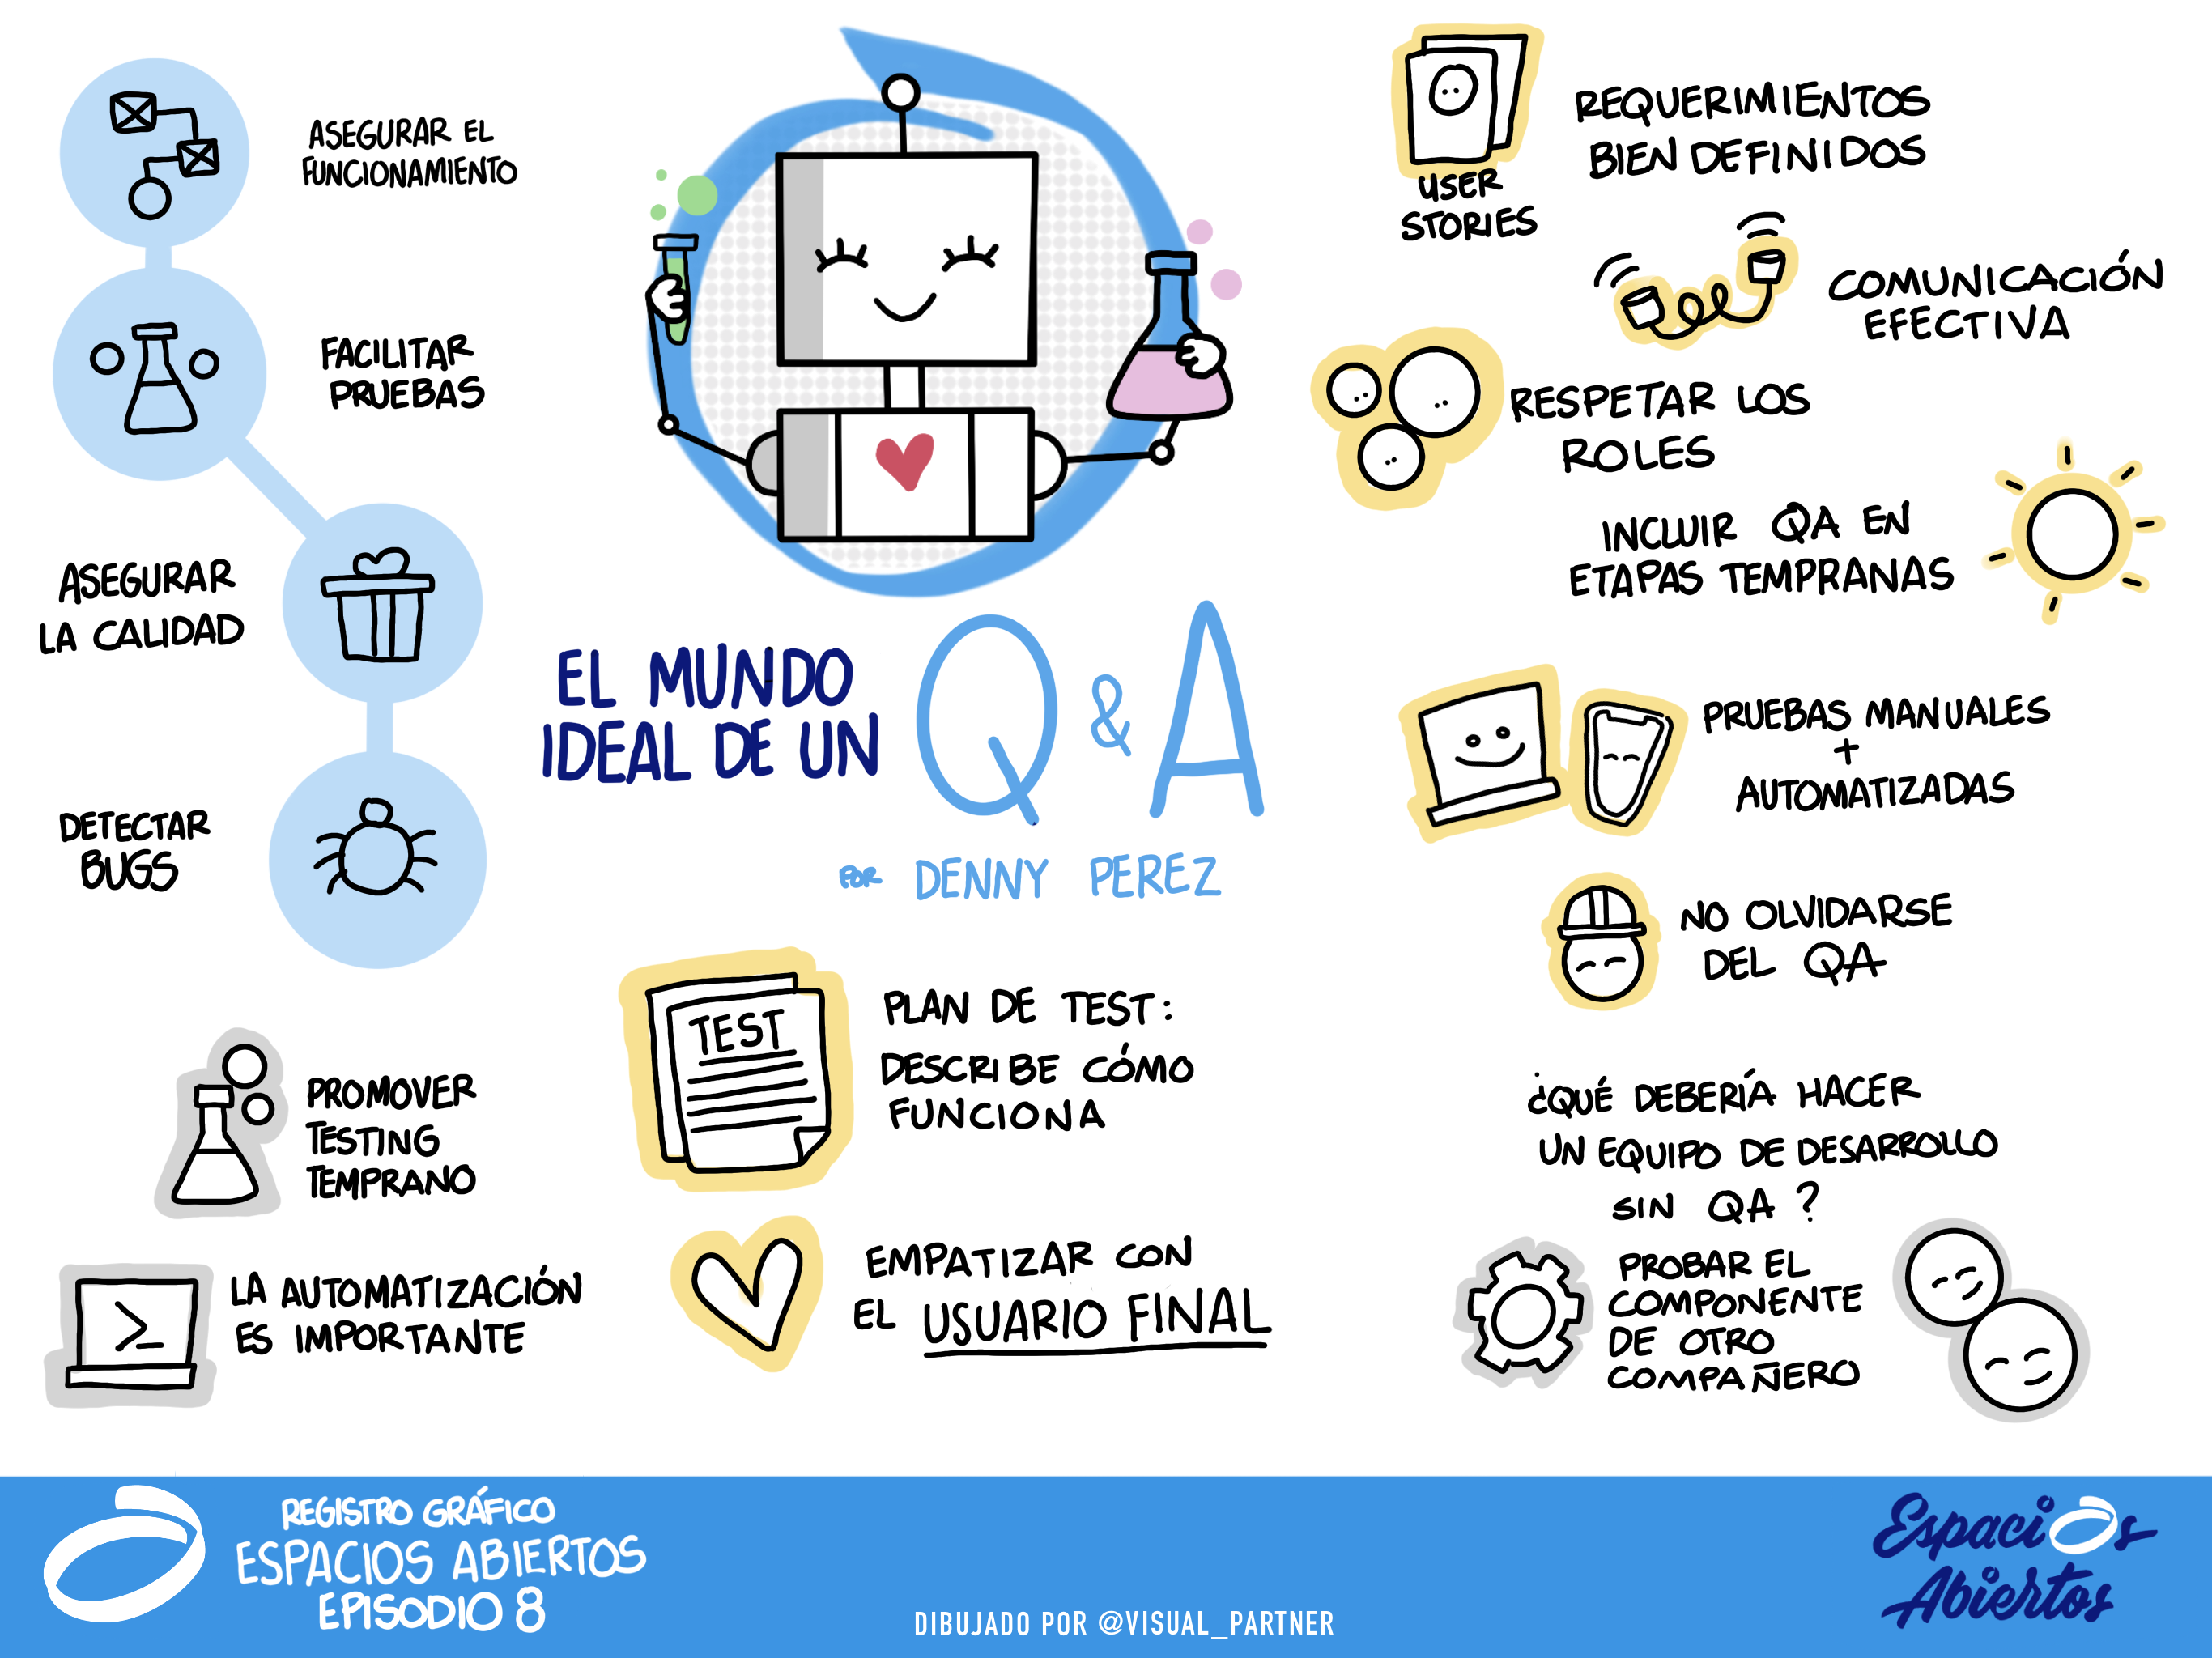 ASEGURAR EL
FUNCIONAMIENTO
FACILITAR
PRUEBAS
ASEGURAR
LA CALIDAD
DETECTAR
BUGS
EL MUNDO
IDEAL DE UN
Q & A
POR DENNY PEREZ
USER
STORIES
REQUERIMIENTOS
BIEN DEFINIDOS
COMUNICACIÓN
EFECTIVA
RESPETAR LOS
ROLES
INCLUIR QA EN
ETAPAS TEMPRANAS
PRUEBAS MANUALES
+
AUTOMATIZADAS
NO OLVIDARSE
DEL QA
PROMOVER
TESTING
TEMPRANO
LA AUTOMATIZACIÓN
ES IMPORTANTE
TEST
PLAN DE TEST:
DESCRIBE CÓMO
FUNCIONA
EMPATIZAR CON
EL USUARIO FINAL
¿QUÉ DEBERÍA HACER
UN EQUIPO DE DESARROLLO
SIN QA?
PROBAR EL
COMPONENTE
DE OTRO
COMPAÑERO
REGISTRO GRÁFICO
ESPACIOS ABIERTOS
EPISODIO 8
DIBUJADO POR @VISUAL_PARTNER
Espacios
Abiertos